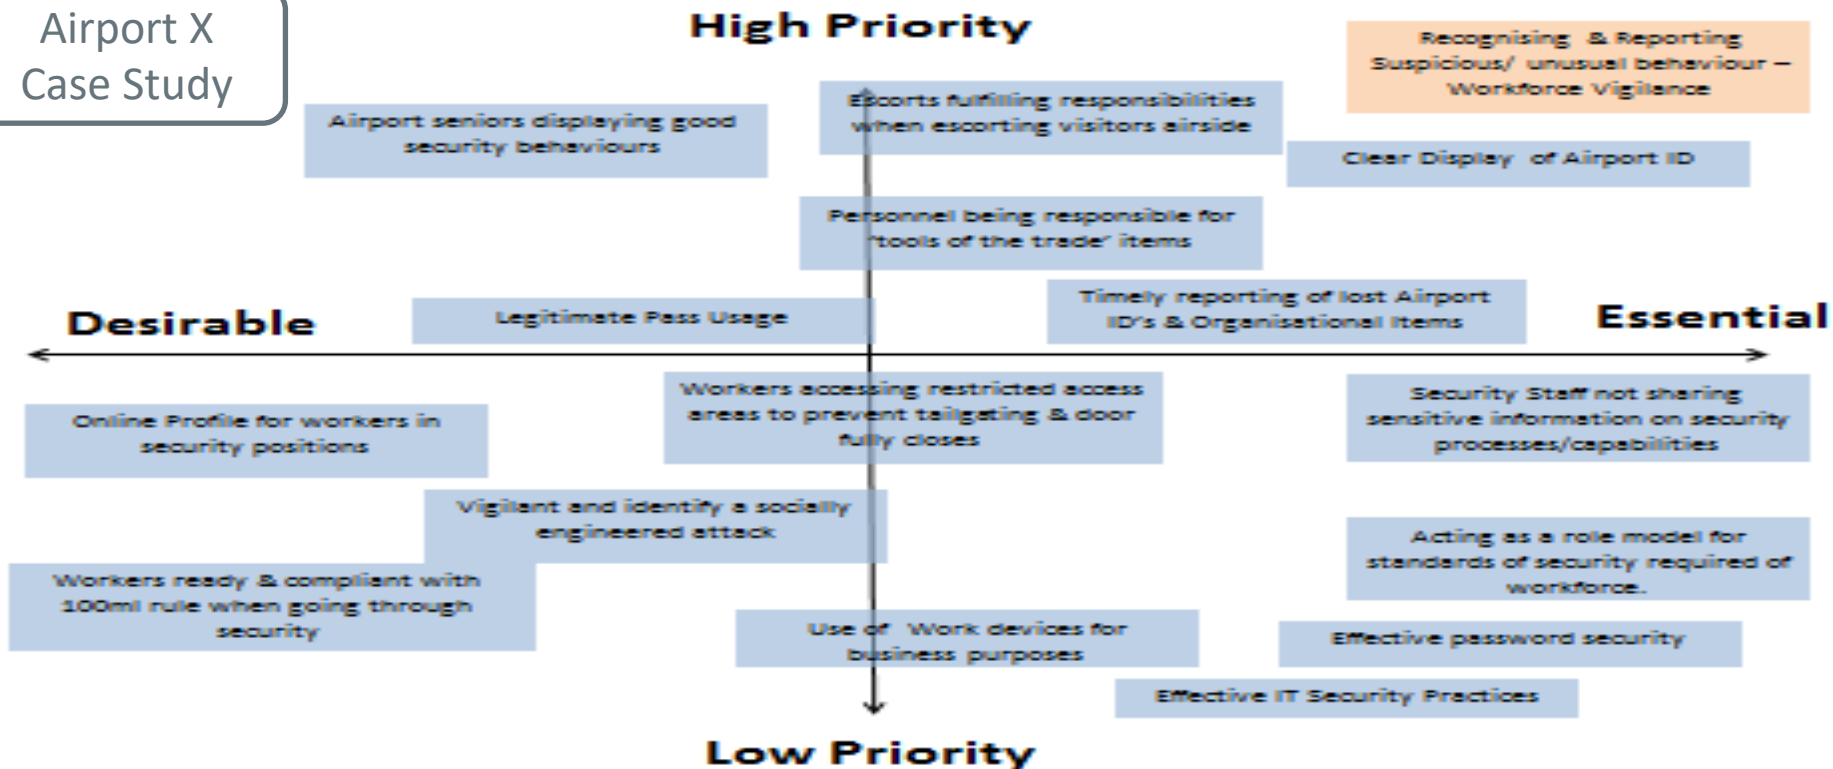 Airport X
Case Study
High Priority
Recognising & Reporting
Suspicious/ unusual behaviour –
Workforce Vigilance
Escorts fulfilling responsibilities
when escorting visitors airside
Airport seniors displaying good
security behaviours
Clear Display of Airport ID
Personnel being responsible for
'tools of the trade' items
Timely reporting of lost Airport
ID's & Organisational Items
Legitimate Pass Usage
Desirable
Essential
Workers accessing restricted access
areas to prevent tailgating & door
fully closes
Security Staff not sharing
sensitive information on security
processes/capabilities
Online Profile for workers in
security positions
Vigilant and identify a socially
engineered attack
Acting as a role model for
standards of security required of
workforce.
Workers ready & compliant with
100ml rule when going through
security
Use of Work devices for
business purposes
Effective password security
Effective IT Security Practices
Low Priority